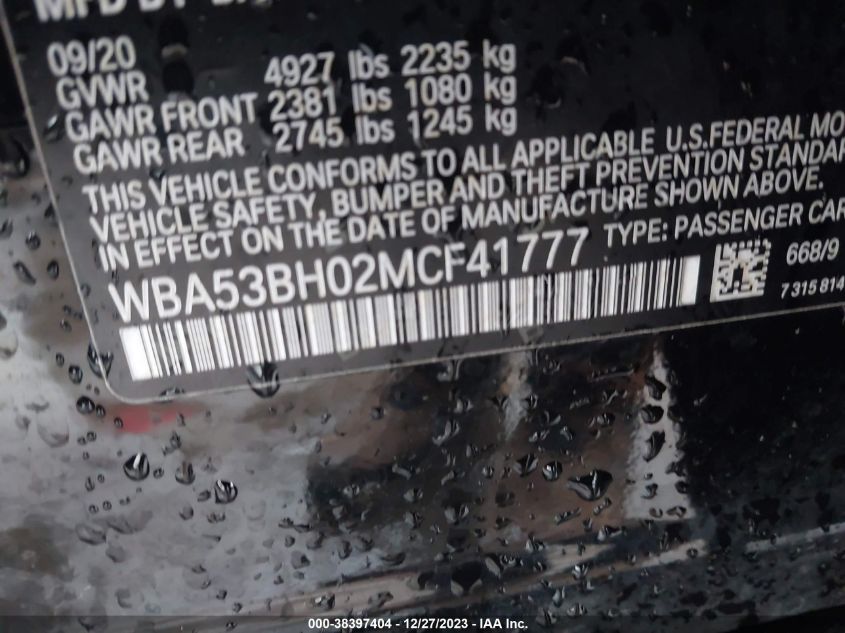 MFD BY
09/20
GVWR 4927 lbs 2235 kg
GAWR FRONT 2381 lbs 1080 kg
GAWR REAR 2745 lbs 1245 kg
THIS VEHICLE CONFORMS TO ALL APPLICABLE U.S.FEDERAL MO
VEHICLE SAFETY, BUMPER AND THEFT PREVENTION STANDAR
IN EFFECT ON THE DATE OF MANUFACTURE SHOWN ABOVE.
WBA53BH02MCF41777 TYPE: PASSENGER CAR
668/9
7 315 814
000-38397404 - 12/27/2023 - IAA, Inc.